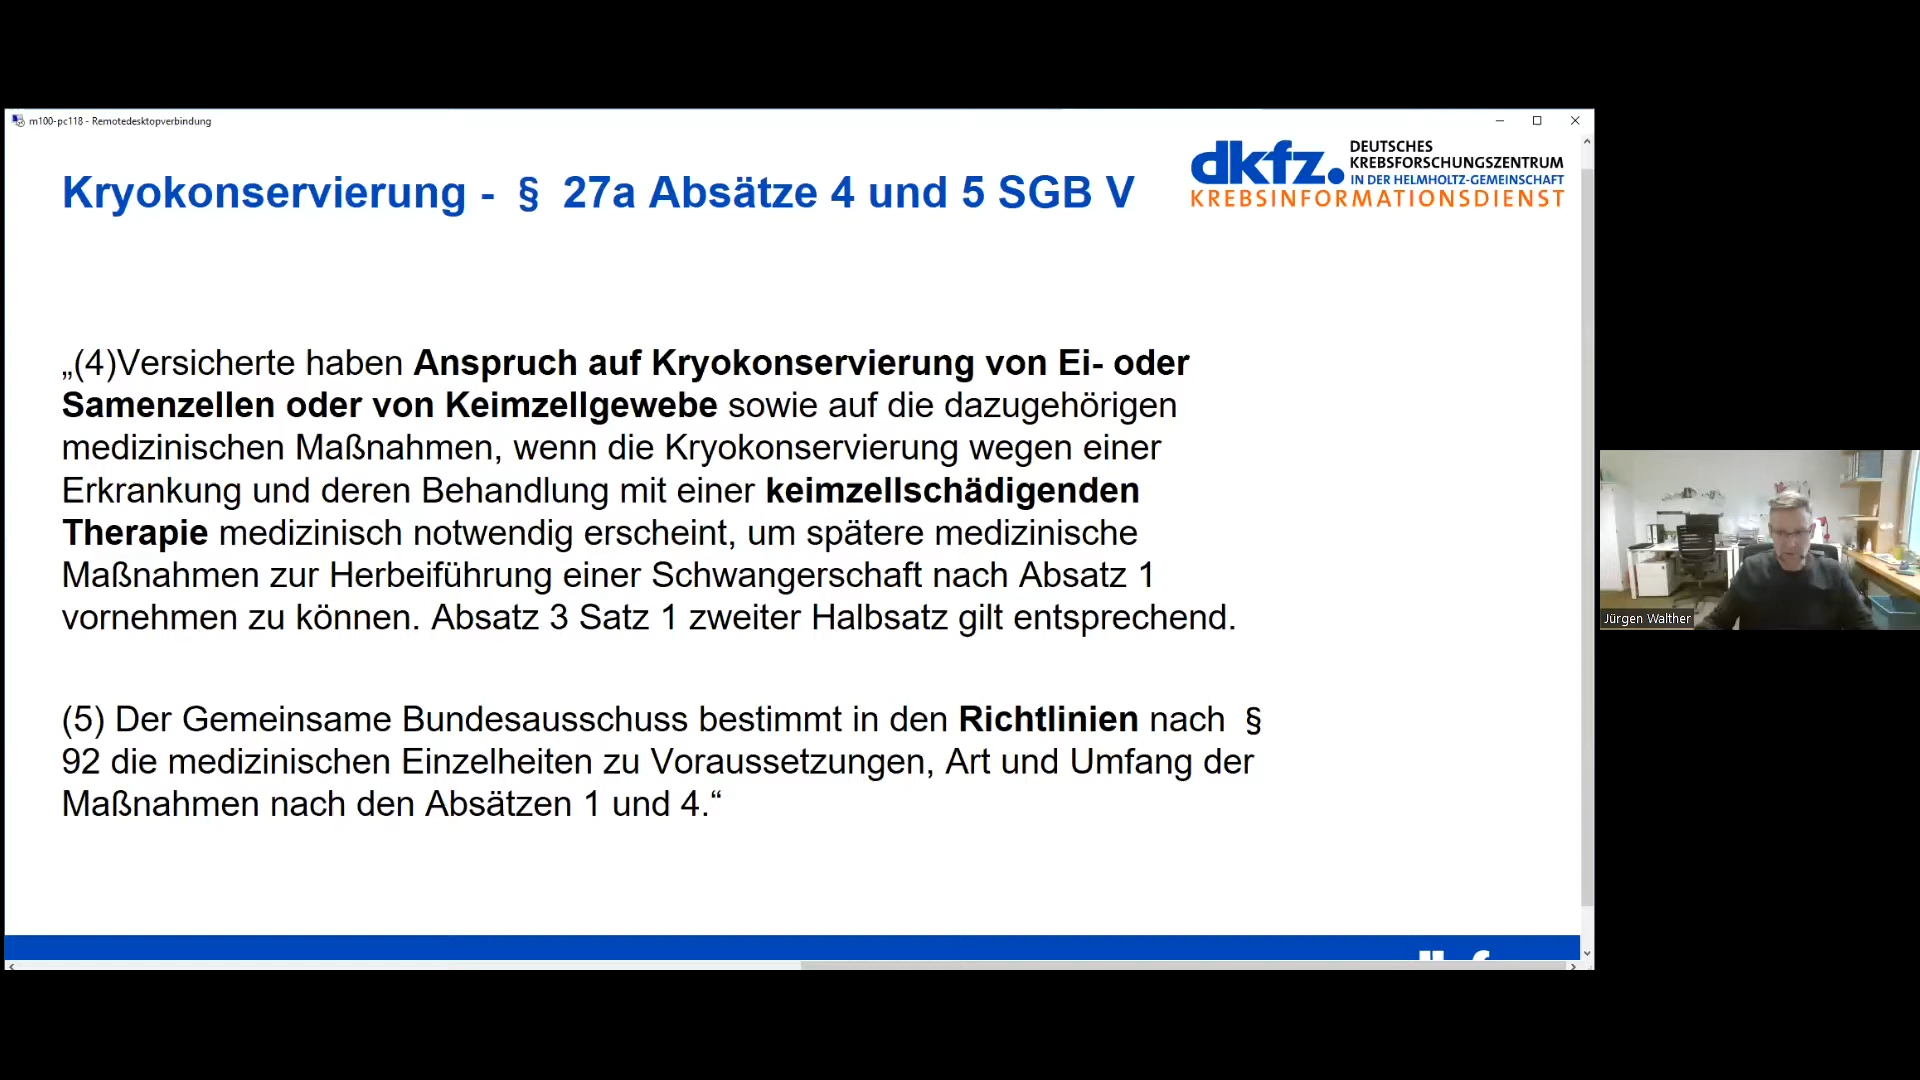 m100-pc118 - Remotedesktopverbindung
Kryokonservierung - § 27a Absätze 4 und 5 SGB V
dkfz.
DEUTSCHES
KREBSFORSCHUNGSZENTRUM
IN DER HELMHOLTZ-GEMEINSCHAFT
KREBSINFORMATIONSDIENST
„(4)Versicherte haben Anspruch auf Kryokonservierung von Ei- oder
Samenzellen oder von Keimzellgewebe sowie auf die dazugehörigen
medizinischen Maßnahmen, wenn die Kryokonservierung wegen einer
Erkrankung und deren Behandlung mit einer keimzellschädigenden
Therapie medizinisch notwendig erscheint, um spätere medizinische
Maßnahmen zur Herbeiführung einer Schwangerschaft nach Absatz 1
vornehmen zu können. Absatz 3 Satz 1 zweiter Halbsatz gilt entsprechend.
(5) Der Gemeinsame Bundesausschuss bestimmt in den Richtlinien nach §
92 die medizinischen Einzelheiten zu Voraussetzungen, Art und Umfang der
Maßnahmen nach den Absätzen 1 und 4.“
Jürgen Walther